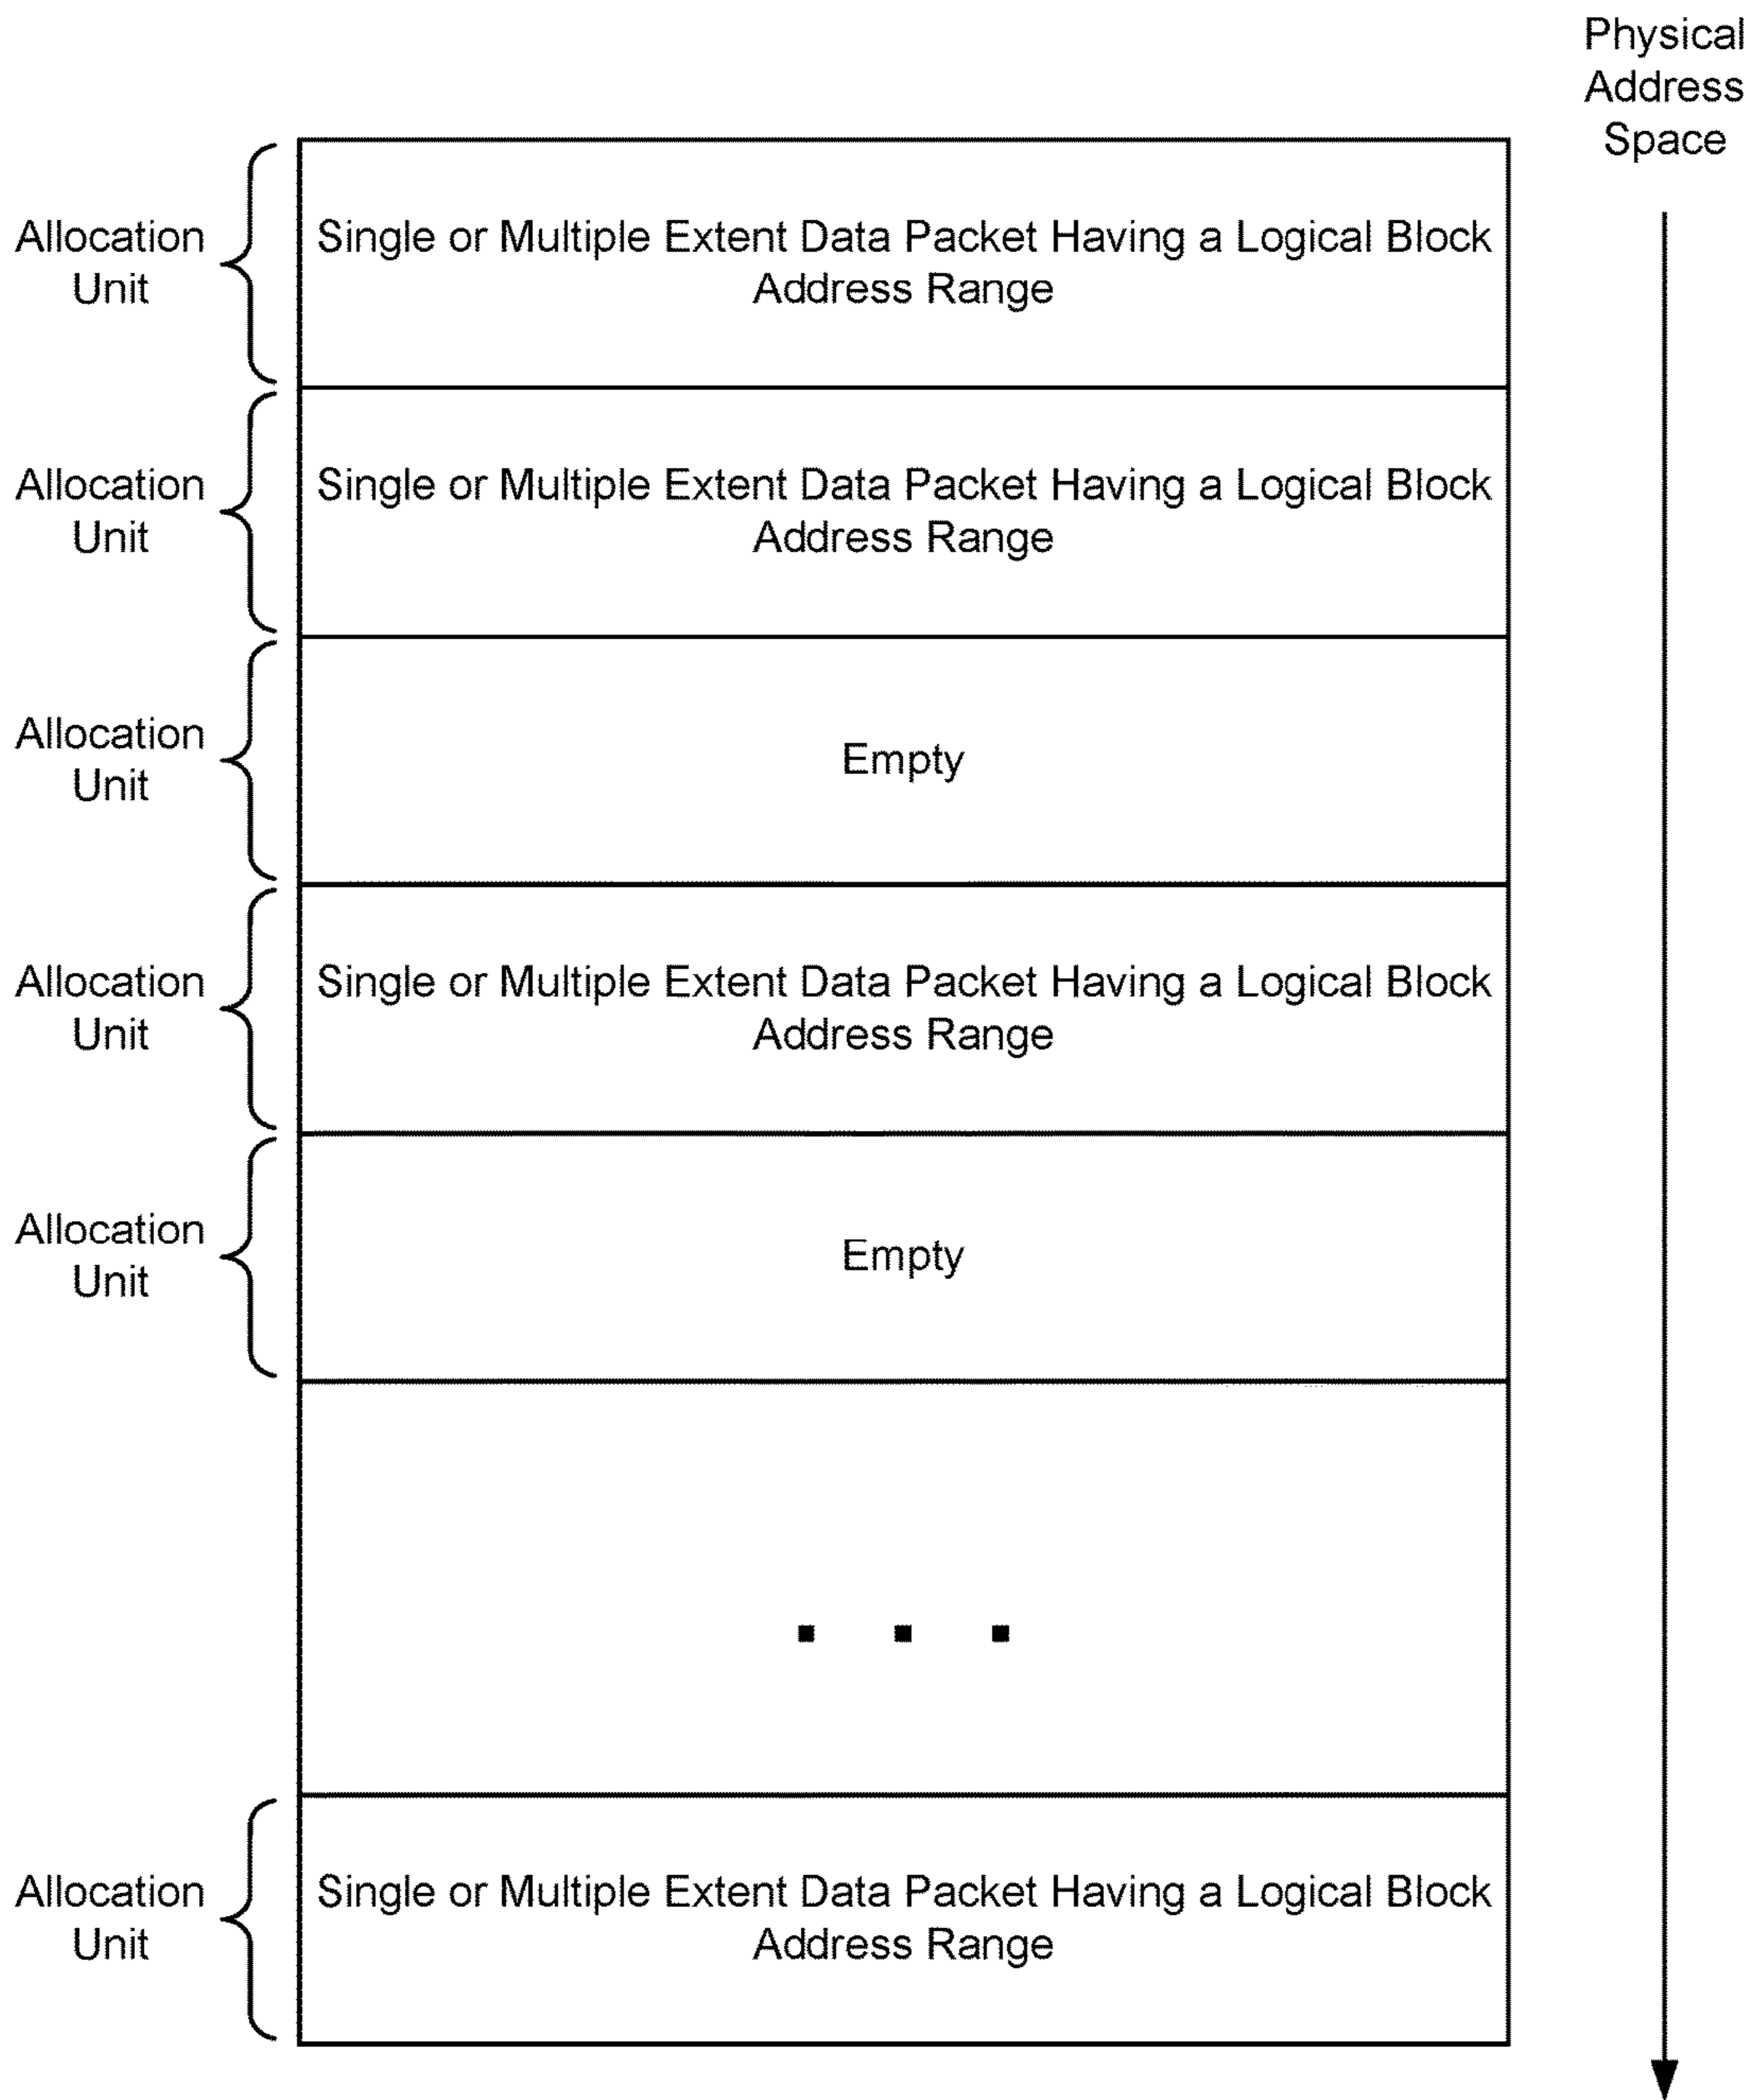 Physical
Address
Space
Allocation
Unit
Single or Multiple Extent Data Packet Having a Logical Block
Address Range
Allocation
Unit
Single or Multiple Extent Data Packet Having a Logical Block
Address Range
Allocation
Unit
Empty
Allocation
Unit
Single or Multiple Extent Data Packet Having a Logical Block
Address Range
Allocation
Unit
Empty
. . .
Allocation
Unit
Single or Multiple Extent Data Packet Having a Logical Block
Address Range